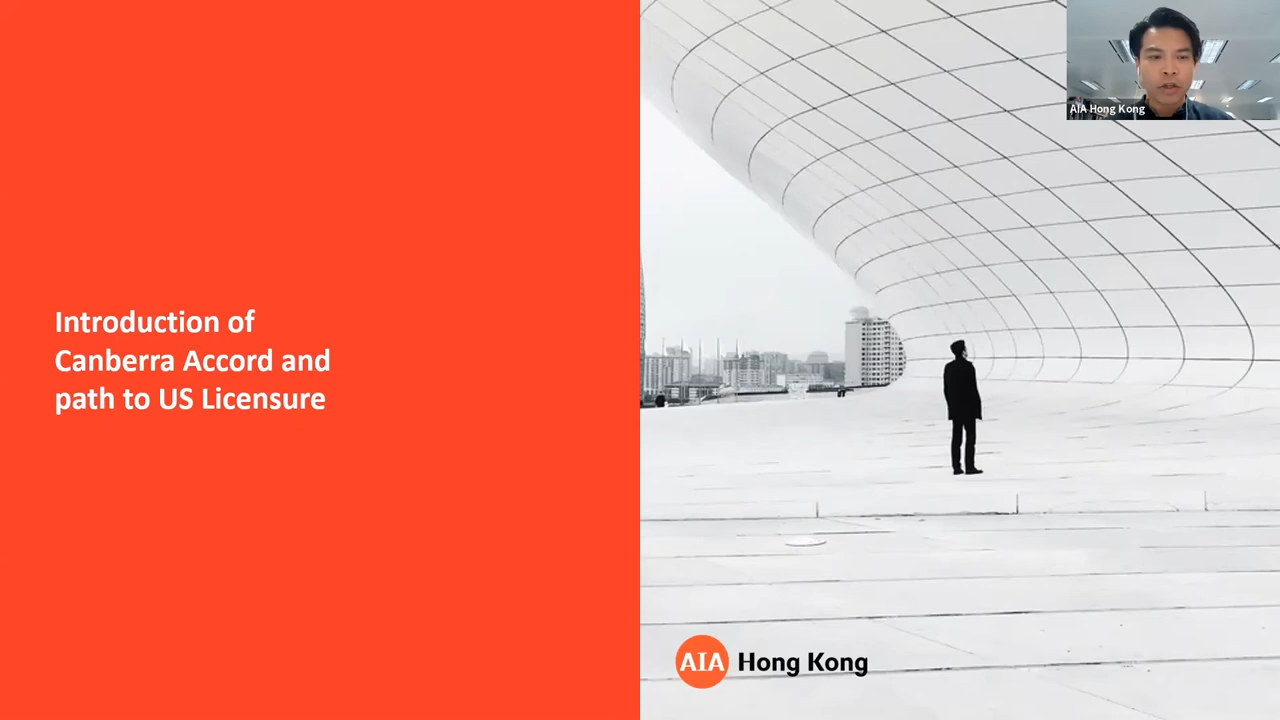 Introduction of
Canberra Accord and
path to US Licensure
AIA Hong Kong
AIA Hong Kong